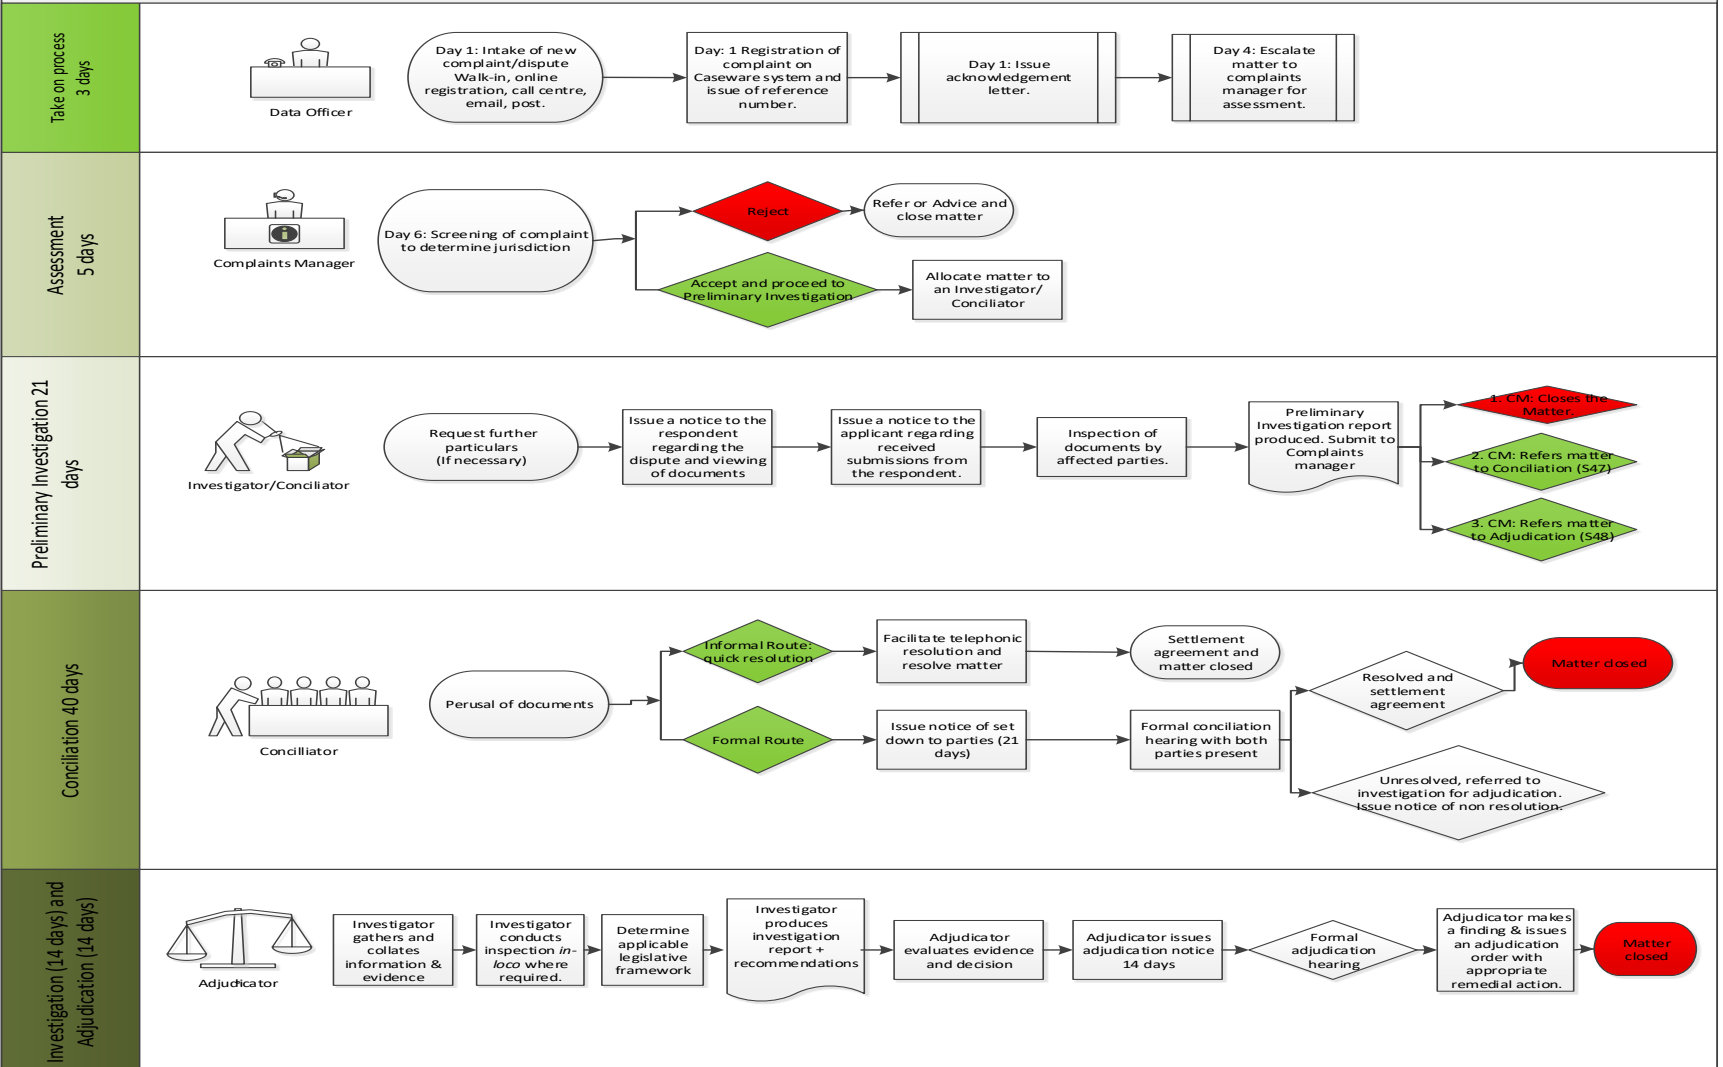 Take on process
3 days
Data Officer
Day 1: Intake of new
complaint/dispute
Walk-in, online
registration, call centre,
email, post.
Day: 1 Registration of
complaint on
Caseware system and
issue of reference
number.
Day 1: Issue
acknowledgement
letter.
Day 4: Escalate
matter to
complaints
manager for
assessment.
Assessment
5 days
Complaints Manager
Day 6: Screening of complaint
to determine jurisdiction
Reject
Refer or Advice and
close matter
Accept and proceed to
Preliminary Investigation
Allocate matter to
an Investigator/
Conciliator
Preliminary Investigation 21
days
Investigator/Conciliator
Request further
particulars
(If necessary)
Issue a notice to the
respondent
regarding the
dispute and viewing
of documents
Issue a notice to the
applicant regarding
received
submissions from
the respondent.
Inspection of
documents by
affected parties.
Preliminary
Investigation report
produced. Submit to
Complaints
manager
1. CM: Closes the
Matter.
2. CM: Refers matter
to Conciliation (S47)
3. CM: Refers matter
to Adjudication (S48)
Conciliation 40 days
Concilliator
Perusal of documents
Informal Route:
quick resolution
Facilitate telephonic
resolution and
resolve matter
Settlement
agreement and
matter closed
Formal Route
Issue notice of set
down to parties (21
days)
Formal conciliation
hearing with both
parties present
Resolved and
settlement
agreement
Matter closed
Unresolved, referred to
investigation for adjudication.
Issue notice of non resolution.
Investigation (14 days) and
Adjudication (14 days)
Adjudicator
Investigator
gathers and
collates
information &
evidence
Investigator
conducts
inspection in-
loco where
required.
Determine
applicable
legislative
framework
Investigator
produces
investigation
report +
recommendations
Adjudicator
evaluates evidence
and decision
Adjudicator issues
adjudication notice
14 days
Formal
adjudication
hearing
Adjudicator makes
a finding & issues
an adjudication
order with
appropriate
remedial action.
Matter
closed